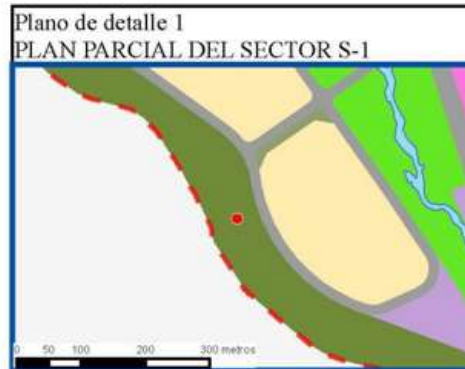 Plano de detalle 1
PLAN PARCIAL DEL SECTOR S-1
0 50 100 200 300 metros